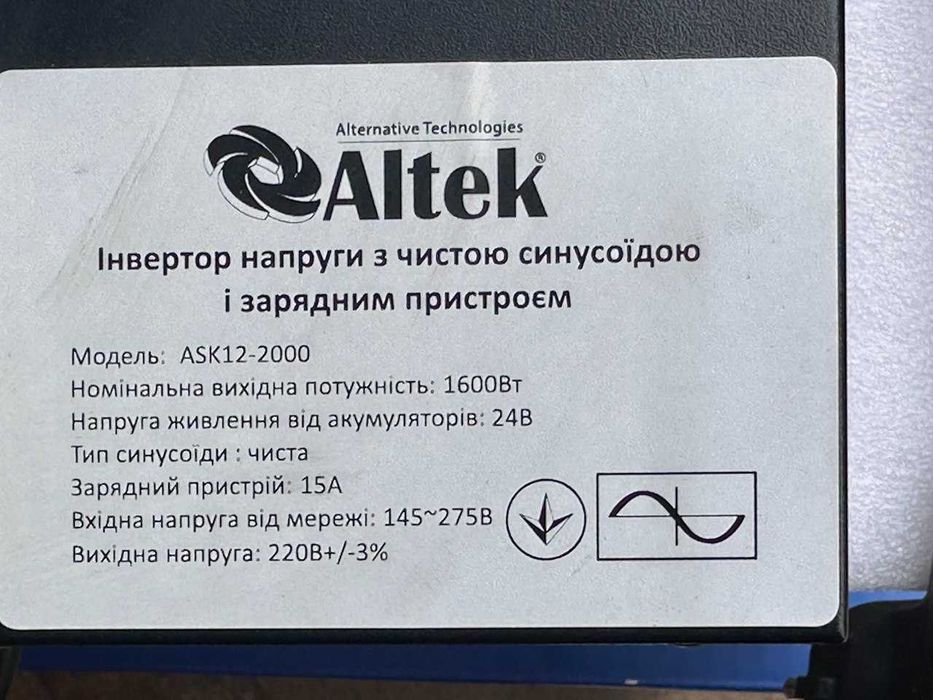 Alternative Technologies
Altek®
Інвертор напруги з чистою синусоїдою
і зарядним пристроєм
Модель: ASK12-2000
Номінальна вихідна потужність: 1600Вт
Напруга живлення від акумуляторів: 24В
Тип синусоїди : чиста
Зарядний пристрій: 15А
Вхідна напруга від мережі: 145~275В
Вихідна напруга: 220В+/-3%